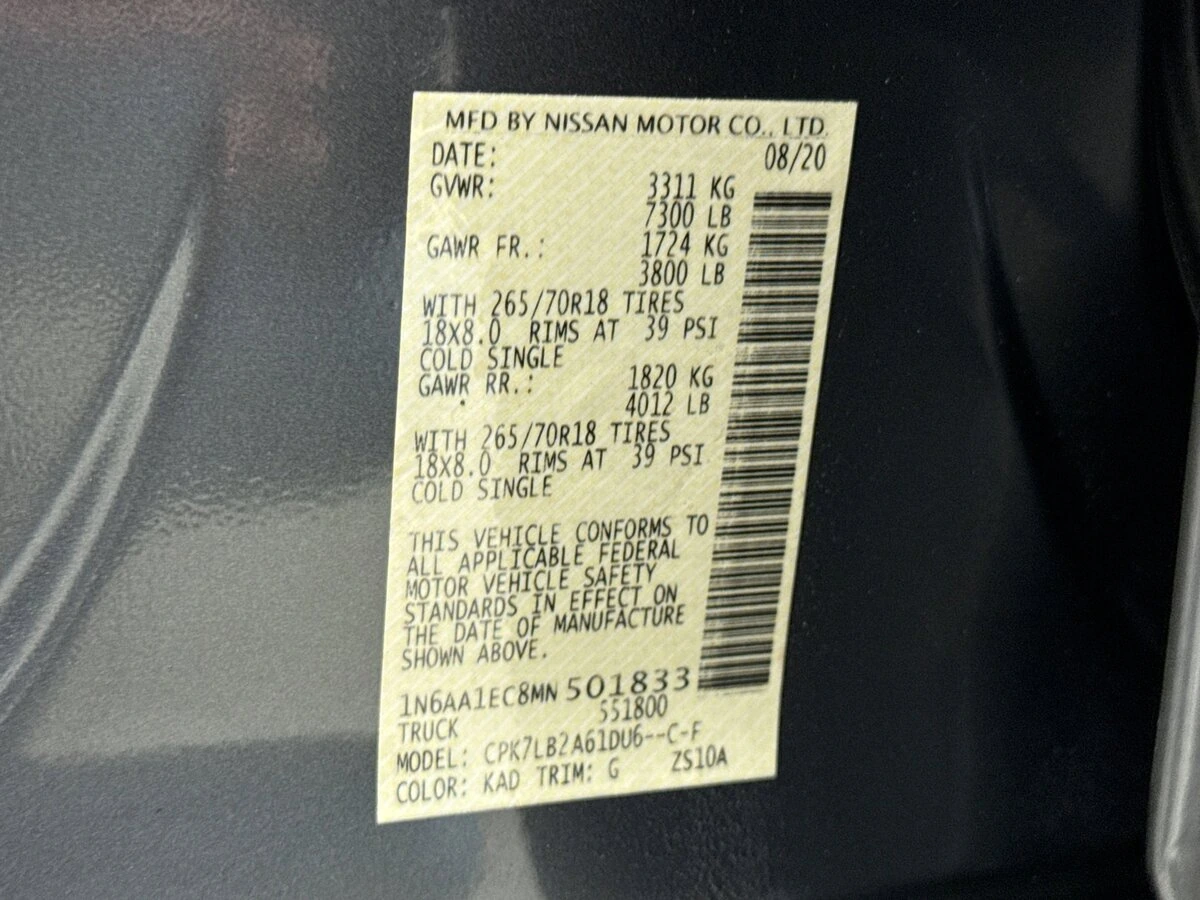 MFD BY NISSAN MOTOR CO., LTD.
DATE: 08/20
GVWR: 3311 KG
7300 LB
GAWR FR.: 1724 KG
3800 LB
WITH 265/70R18 TIRES
18X8.0 RIMS AT 39 PSI
COLD SINGLE
GAWR RR.: 1820 KG
4012 LB
WITH 265/70R18 TIRES
18X8.0 RIMS AT 39 PSI
COLD SINGLE
THIS VEHICLE CONFORMS TO
ALL APPLICABLE FEDERAL
MOTOR VEHICLE SAFETY
STANDARDS IN EFFECT ON
THE DATE OF MANUFACTURE
SHOWN ABOVE.
1N6AA1EC8MN501833
TRUCK 551800
MODEL: CPK7LB2A61DU6--C-F
COLOR: KAD TRIM: G ZS10A